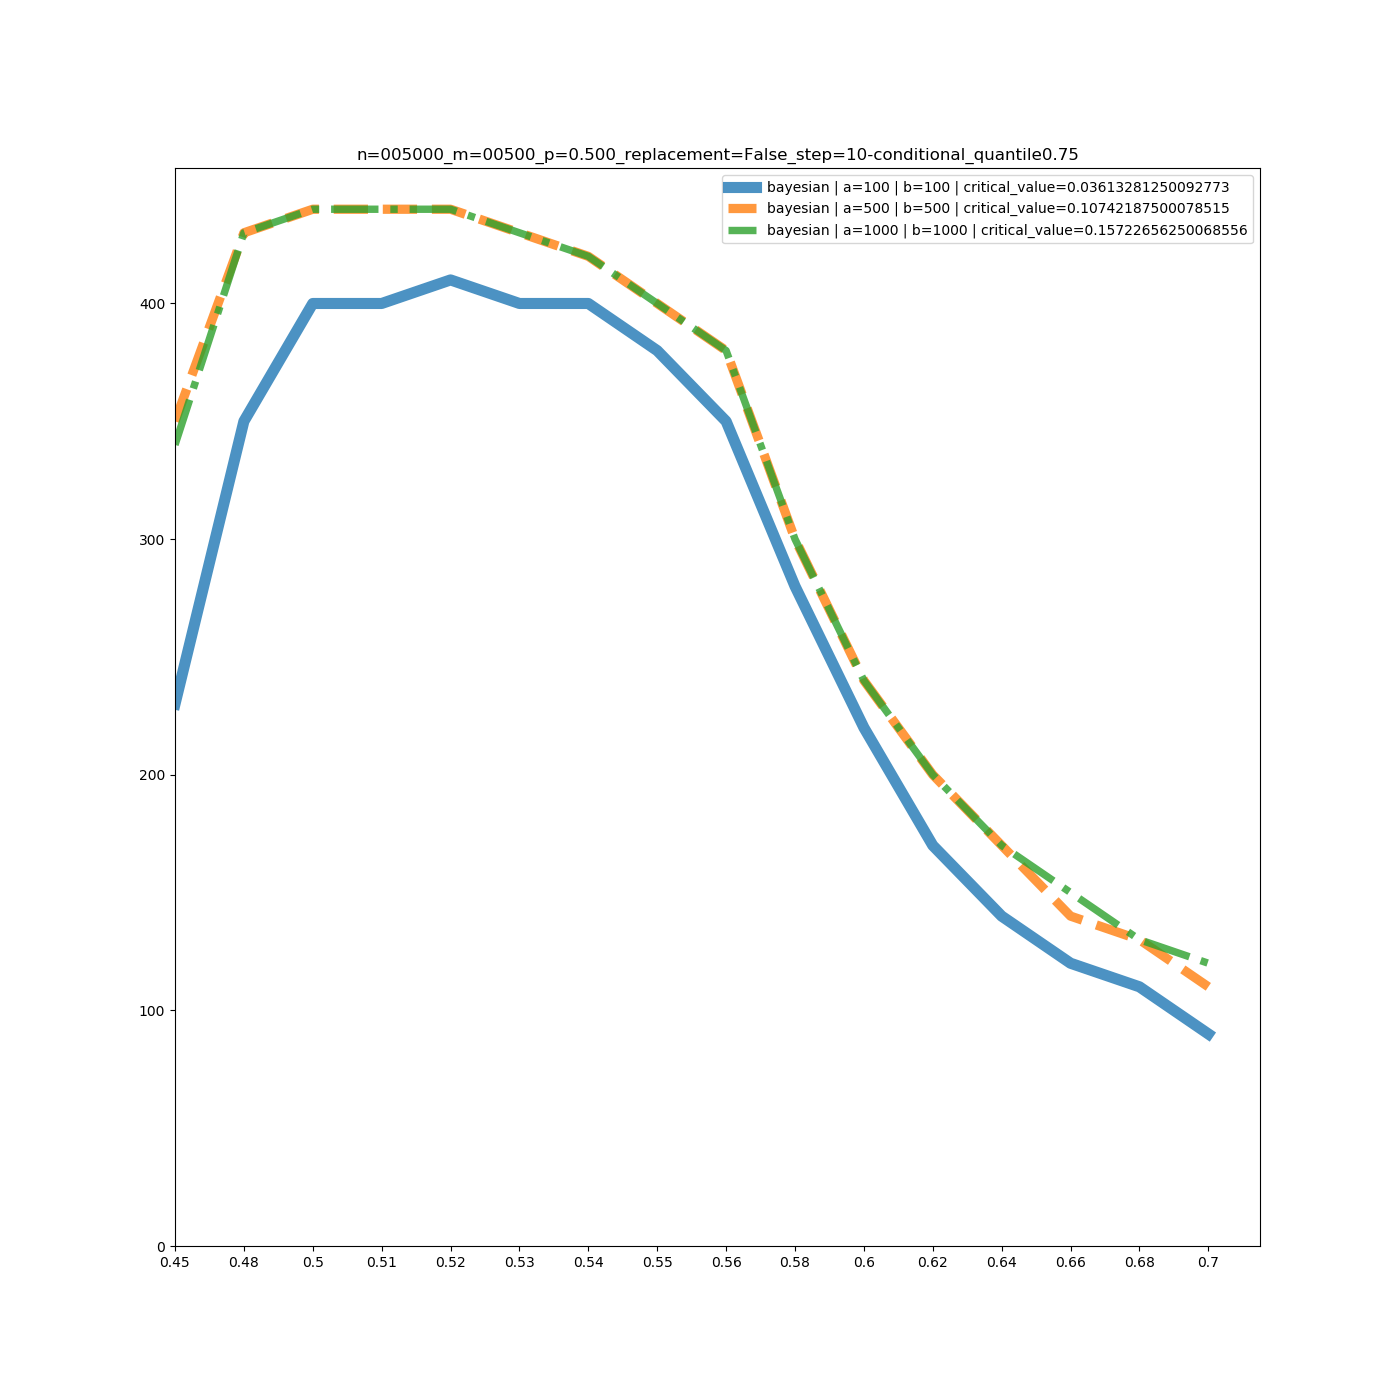 n=005000_m=00500_p=0.500_replacement=False_step=10-conditional_quantile0.75
bayesian | a=100 | b=100 | critical_value=0.03613281250092773
bayesian | a=500 | b=500 | critical_value=0.10742187500078515
bayesian | a=1000 | b=1000 | critical_value=0.15722656250068556
400
300
200
100
0
0.45 0.48 0.5 0.51 0.52 0.53 0.54 0.55 0.56 0.58 0.6 0.62 0.64 0.66 0.68 0.7